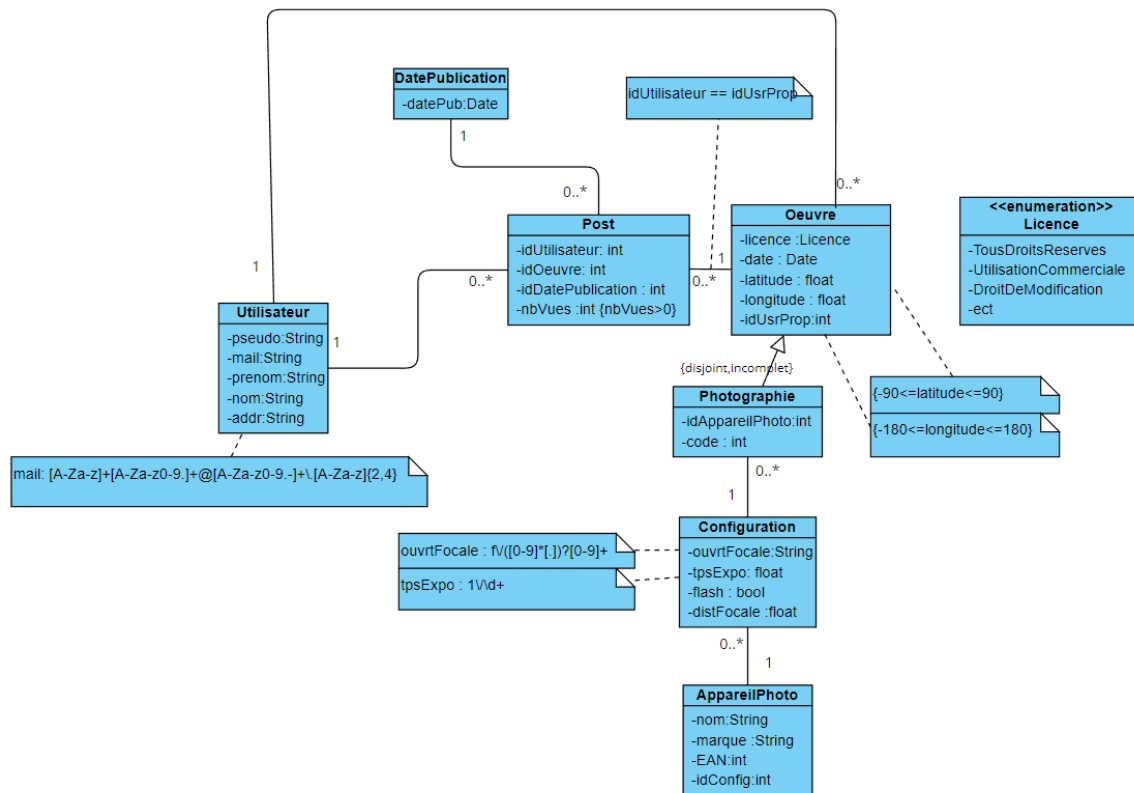 DatePublication
-datePub:Date
idUtilisateur == idUsrProp
1
0..*
0..*
Post
-idUtilisateur: int
-idOeuvre: int
-idDatePublication : int
-nbVues :int {nbVues>0}
0..*
1
0..*
Oeuvre
-licence :Licence
-date : Date
-latitude : float
-longitude : float
-idUsrProp:int
<<enumeration>>
Licence
-TousDroitsReserves
-UtilisationCommerciale
-DroitDeModification
-ect
1
Utilisateur
-pseudo:String
-mail:String
-prenom:String
-nom:String
-addr:String
1
mail: [A-Za-z]+[A-Za-z0-9.]+@[A-Za-z0-9.-]+\.[A-Za-z]{2,4}
{disjoint,incomplet}
Photographie
-idAppareilPhoto:int
-code : int
{-90<=latitude<=90}
{-180<=longitude<=180}
0..*
1
Configuration
-ouvrtFocale:String
-tpsExpo: float
-flash : bool
-distFocale :float
ouvrtFocale : f\/([0-9]*[.])?[0-9]+
tpsExpo : 1\/\d+
0..*
1
AppareilPhoto
-nom:String
-marque :String
-EAN:int
-idConfig:int